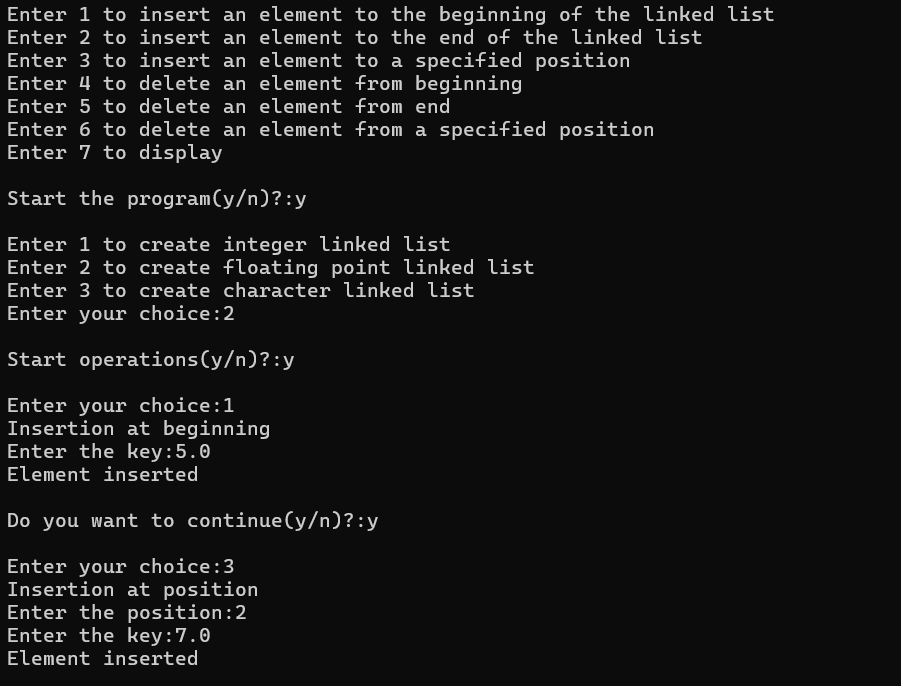 Enter 1 to insert an element to the beginning of the linked list
Enter 2 to insert an element to the end of the linked list
Enter 3 to insert an element to a specified position
Enter 4 to delete an element from beginning
Enter 5 to delete an element from end
Enter 6 to delete an element from a specified position
Enter 7 to display
Start the program(y/n)?:y
Enter 1 to create integer linked list
Enter 2 to create floating point linked list
Enter 3 to create character linked list
Enter your choice:2
Start operations(y/n)?:y
Enter your choice:1
Insertion at beginning
Enter the key:5.0
Element inserted
Do you want to continue(y/n)?:y
Enter your choice:3
Insertion at position
Enter the position:2
Enter the key:7.0
Element inserted